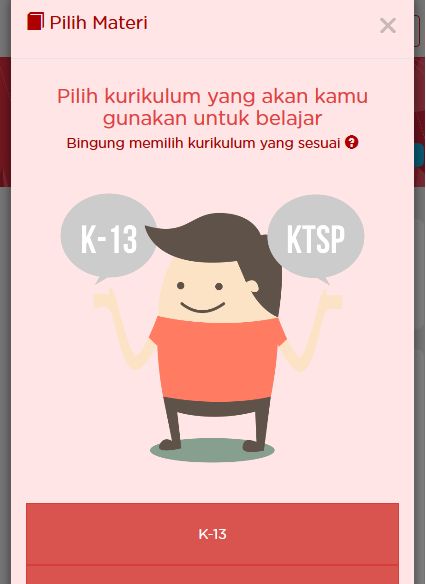 Pilih Materi
Pilih kurikulum yang akan kamu
gunakan untuk belajar
Bingung memilih kurikulum yang sesuai ?
K-13
KTSP
K-13